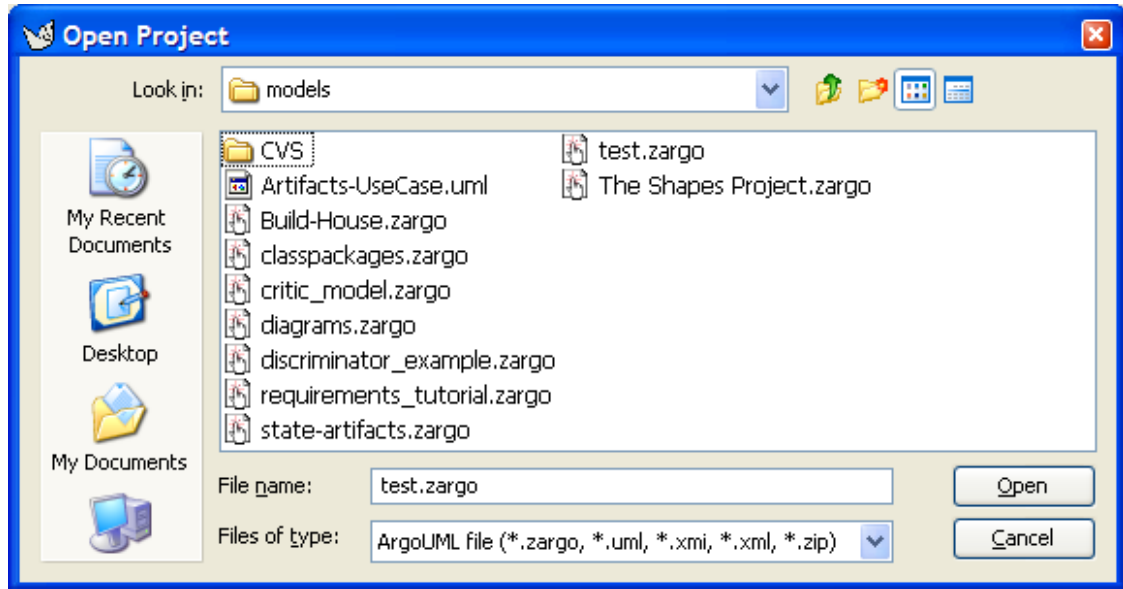 Open Project
Look in: models
CVS
Artifacts-UseCase.uml
Build-House.zargo
classpackages.zargo
critic_model.zargo
diagrams.zargo
discriminator_example.zargo
requirements_tutorial.zargo
state-artifacts.zargo
test.zargo
The Shapes Project.zargo
My Recent
Documents
Desktop
My Documents
File name: test.zargo
Open
Files of type: ArgoUML file (*.zargo, *.uml, *.xmi, *.xml, *.zip)
Cancel